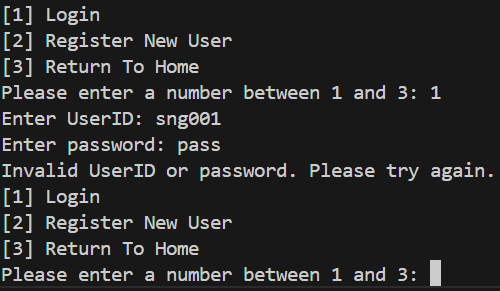 [1] Login
[2] Register New User
[3] Return To Home
Please enter a number between 1 and 3: 1
Enter UserID: sng001
Enter password: pass
Invalid UserID or password. Please try again.
[1] Login
[2] Register New User
[3] Return To Home
Please enter a number between 1 and 3: